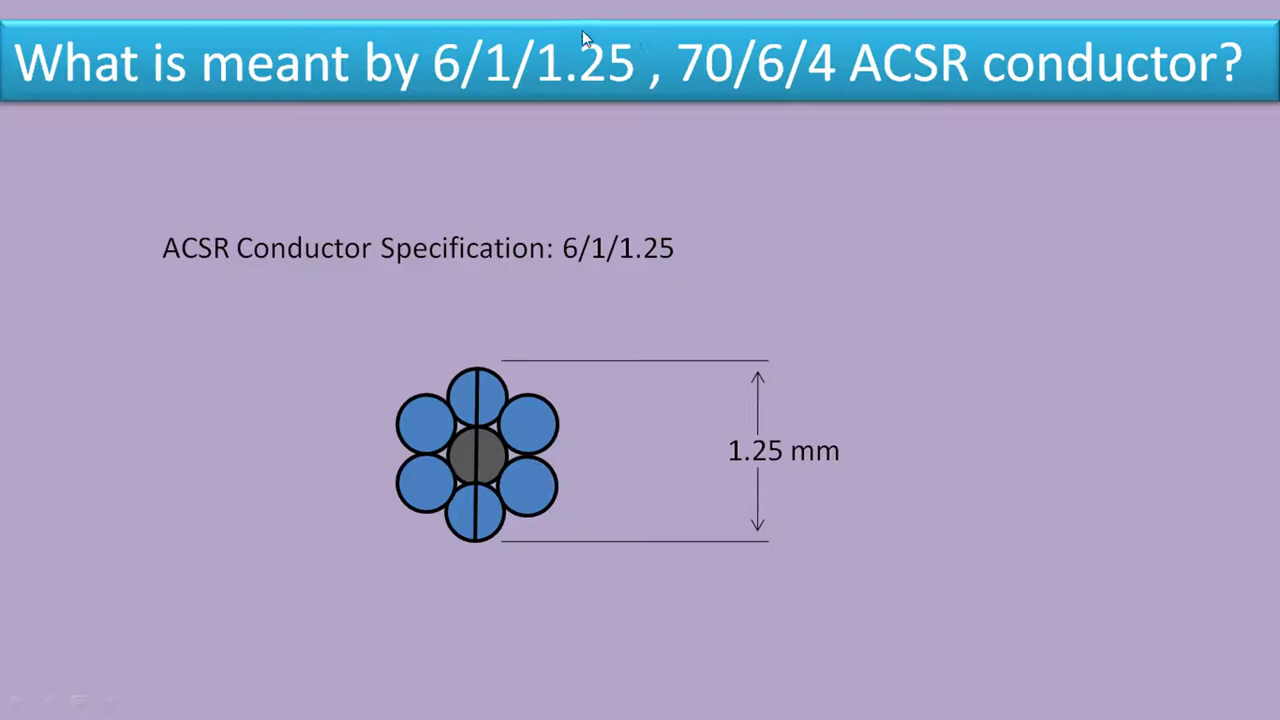 What is meant by 6/1/1.25 , 70/6/4 ACSR conductor?
ACSR Conductor Specification: 6/1/1.25
1.25 mm